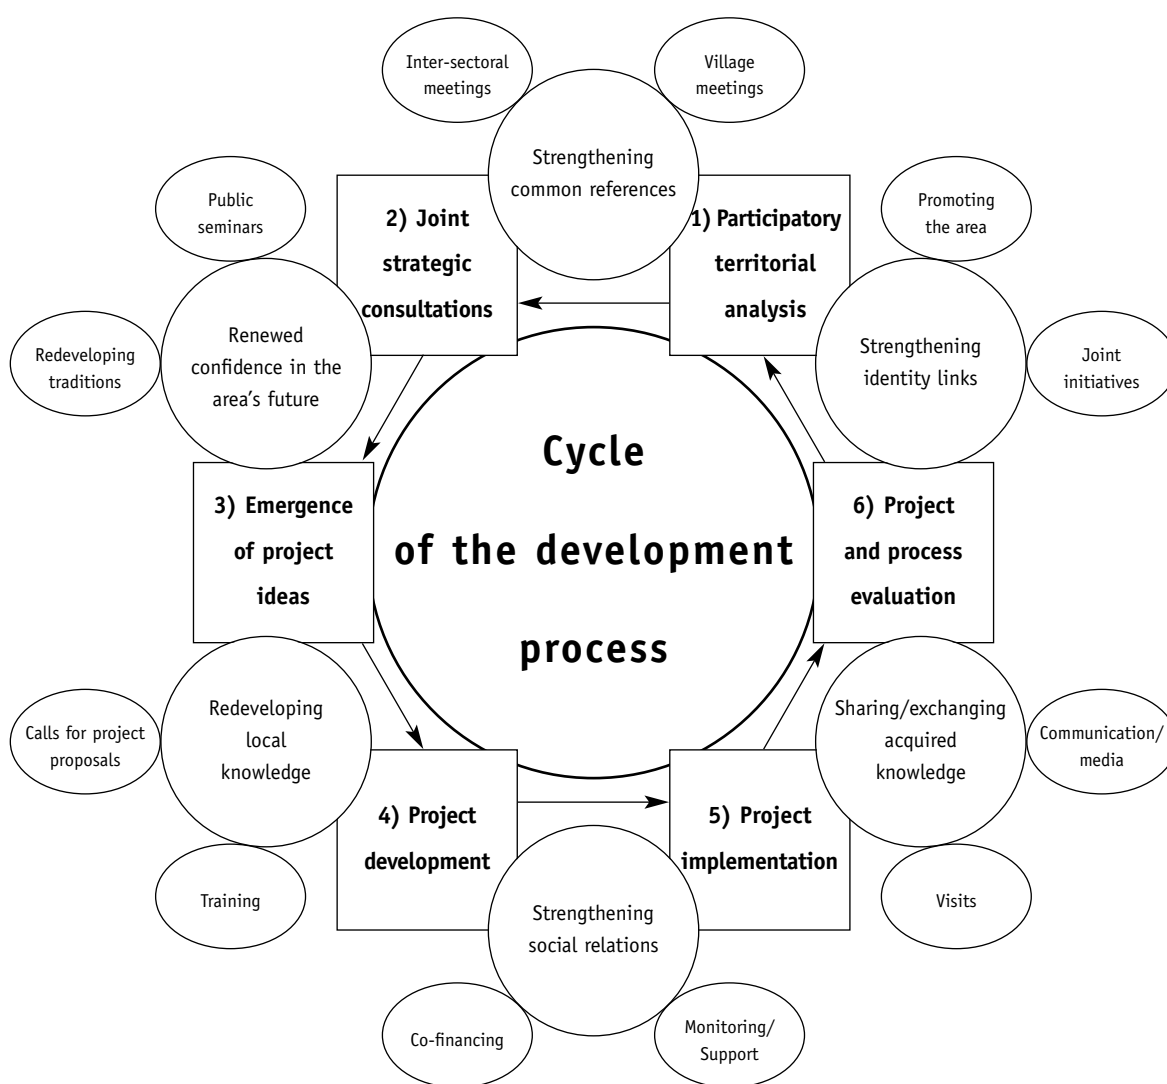 Inter-sectoral
meetings
Village
meetings
Strengthening
common references
Public
seminars
2) Joint
strategic
consultations
1) Participatory
territorial
analysis
Promoting
the area
Redeveloping
traditions
Renewed
confidence in the
area's future
Strengthening
identity links
Joint
initiatives
Cycle
of the development
process
3) Emergence
of project
ideas
6) Project
and process
evaluation
Calls for project
proposals
Redeveloping
local
knowledge
Sharing/exchanging
acquired
knowledge
Communication/
media
4) Project
development
5) Project
implementation
Training
Strengthening
social relations
Visits
Co-financing
Monitoring/
Support